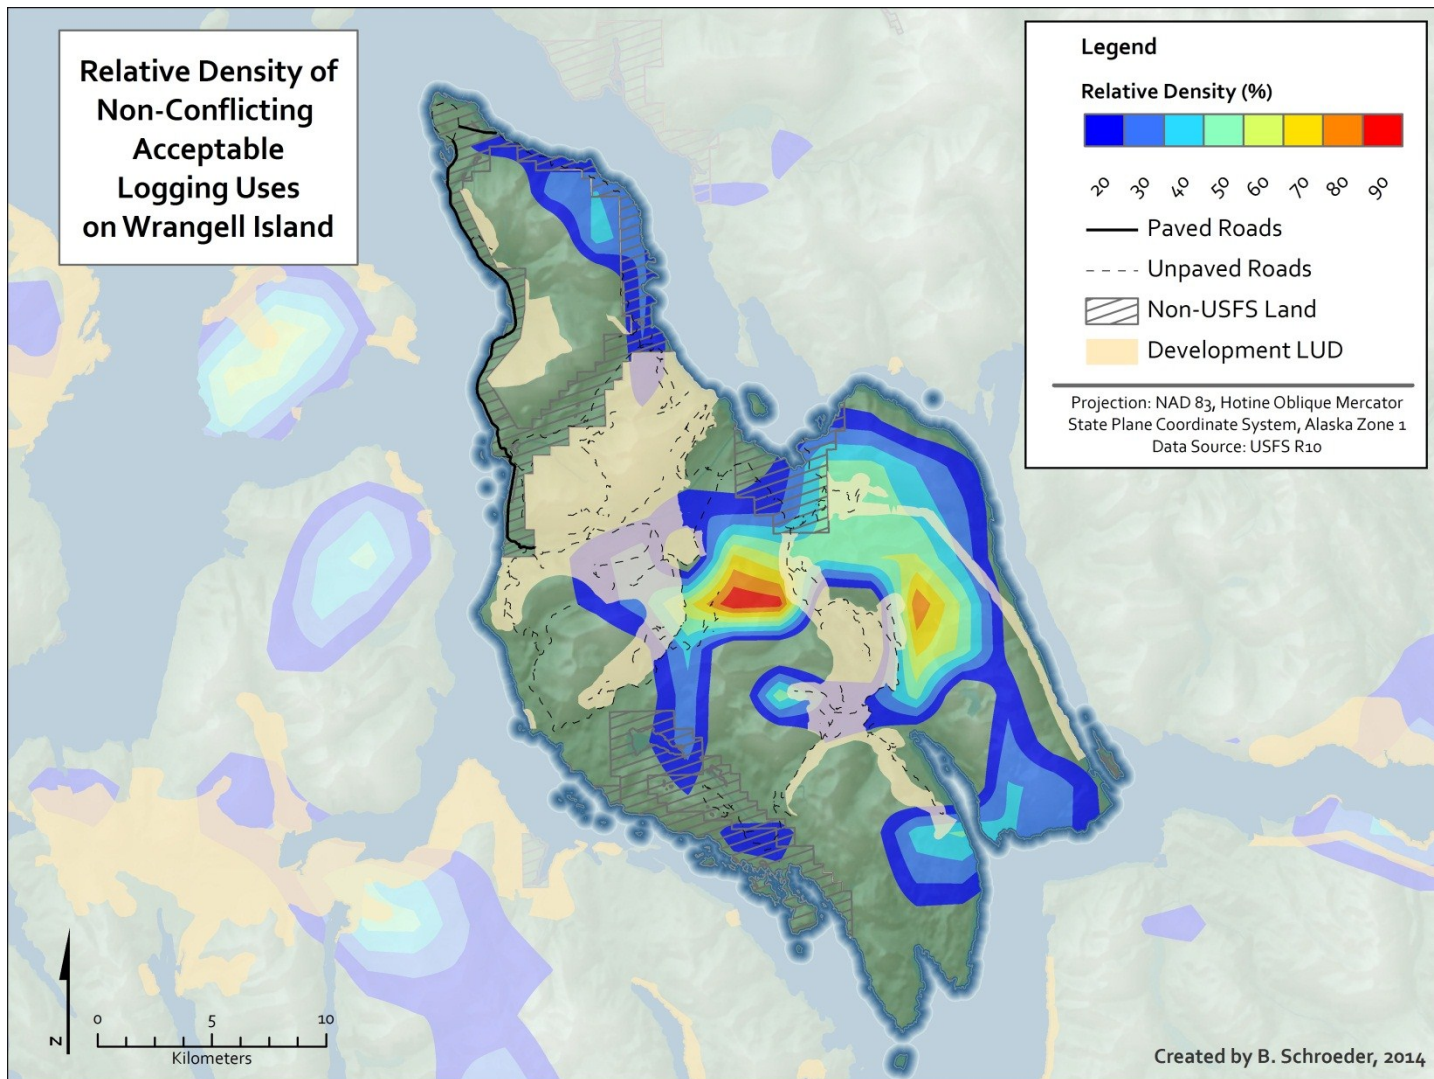 Relative Density of
Non-Conflicting
Acceptable
Logging Uses
on Wrangell Island
Legend
Relative Density (%)
20 30 40 50 60 70 80 90
Paved Roads
Unpaved Roads
Non-USFS Land
Development LUD
Projection: NAD 83, Hotine Oblique Mercator
State Plane Coordinate System, Alaska Zone 1
Data Source: USFS R10
N
0 5 10
Kilometers
Created by B. Schroeder, 2014